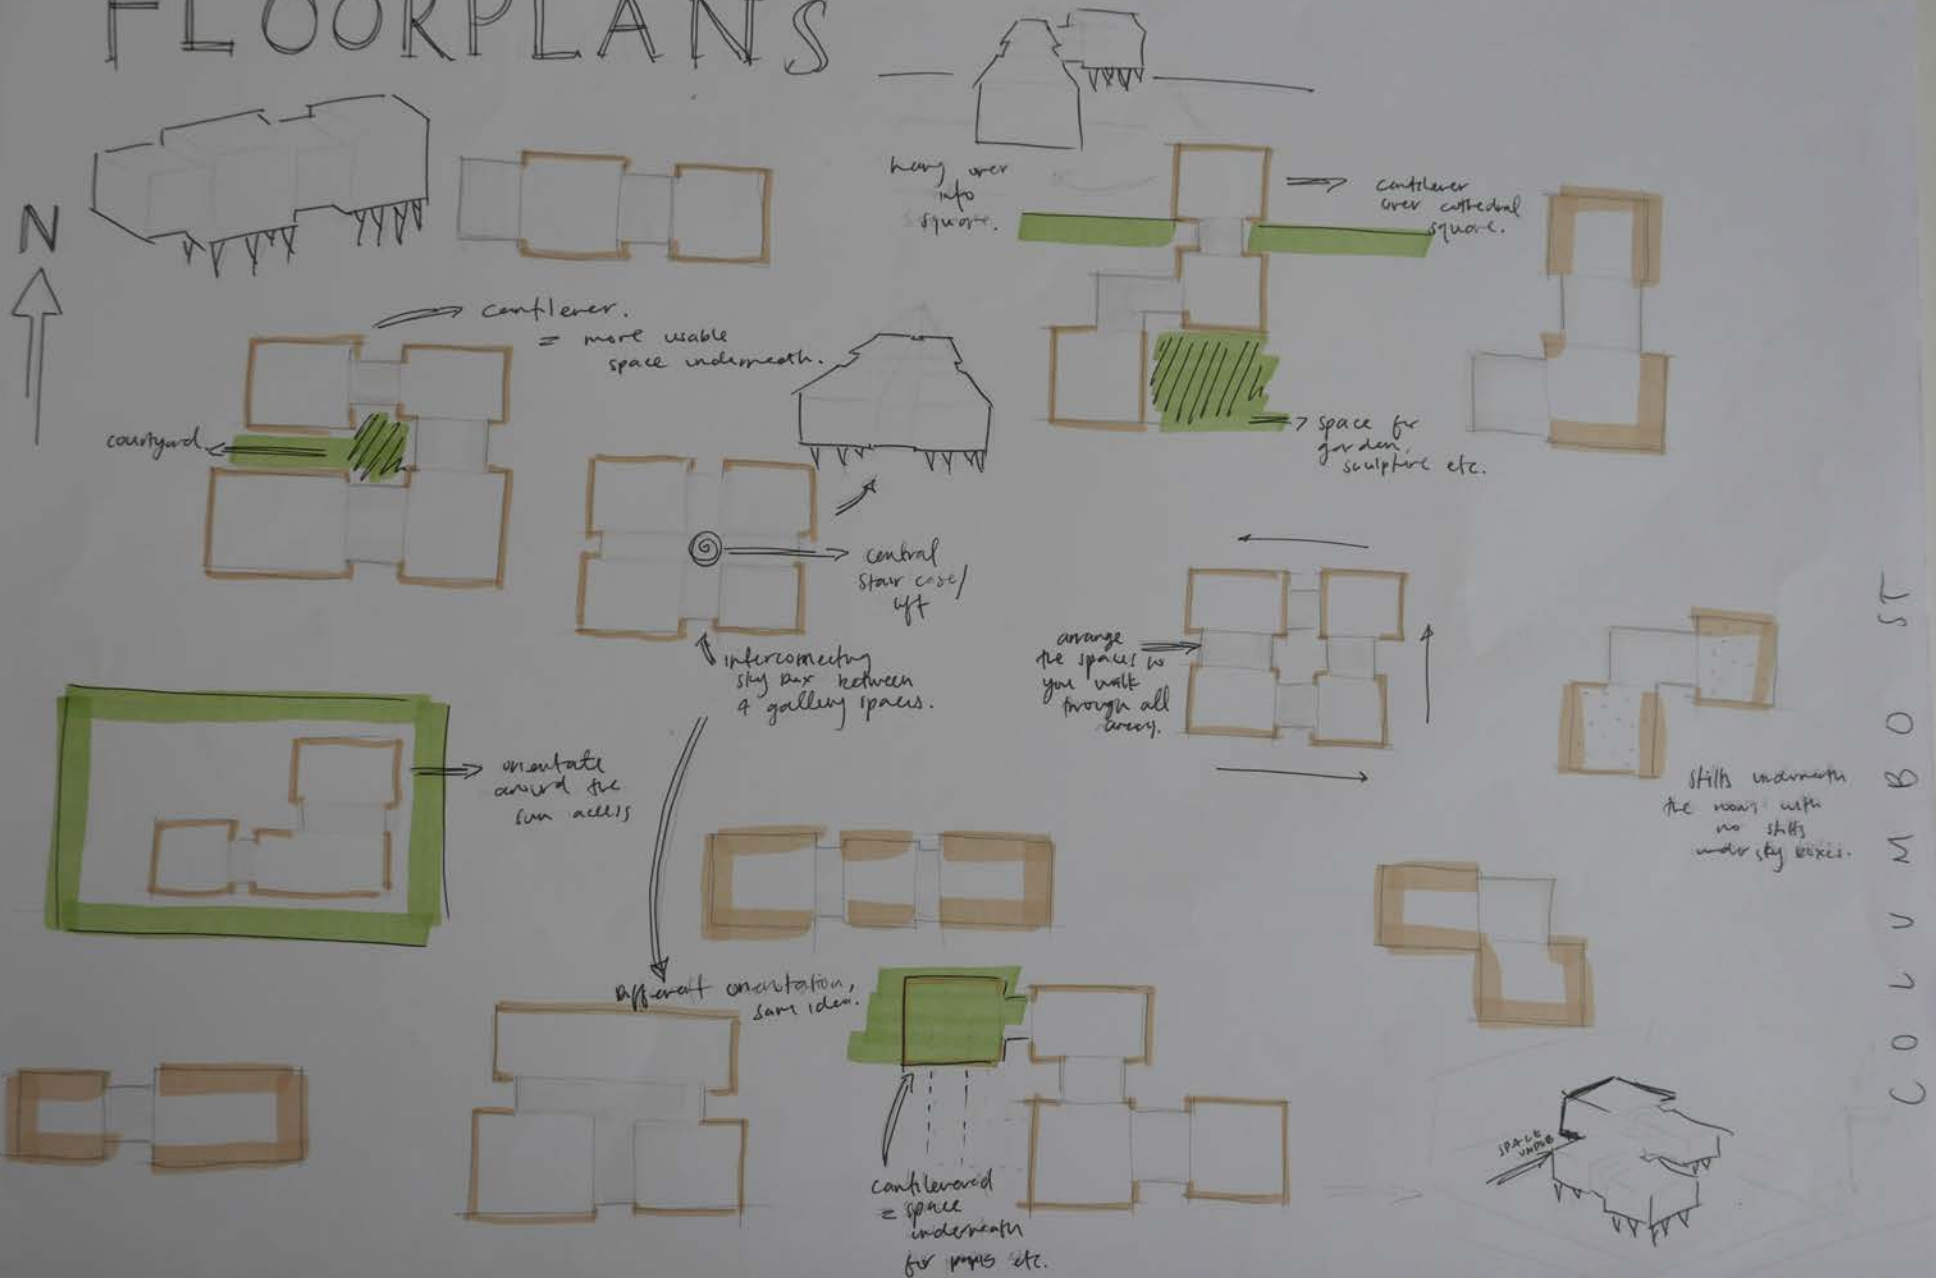 FLOORPLANS
N
hang over
into
square.
cantilever
over cathedral
square.
cantilever.
= more usable
space underneath.
courtyard
space for
garden,
sculpture etc.
central
stair case/
lift
interconnecting
sky box between
4 gallery spaces.
arrange
the spaces so
you walk
through all
areas.
orientate
around the
sun access
stilts underneath
the rooms with
no stilts
under sky boxes.
Different orientation,
same idea.
cantilevered
= space
underneath
for etc.
SPACE
UNDER
COLUMBO ST